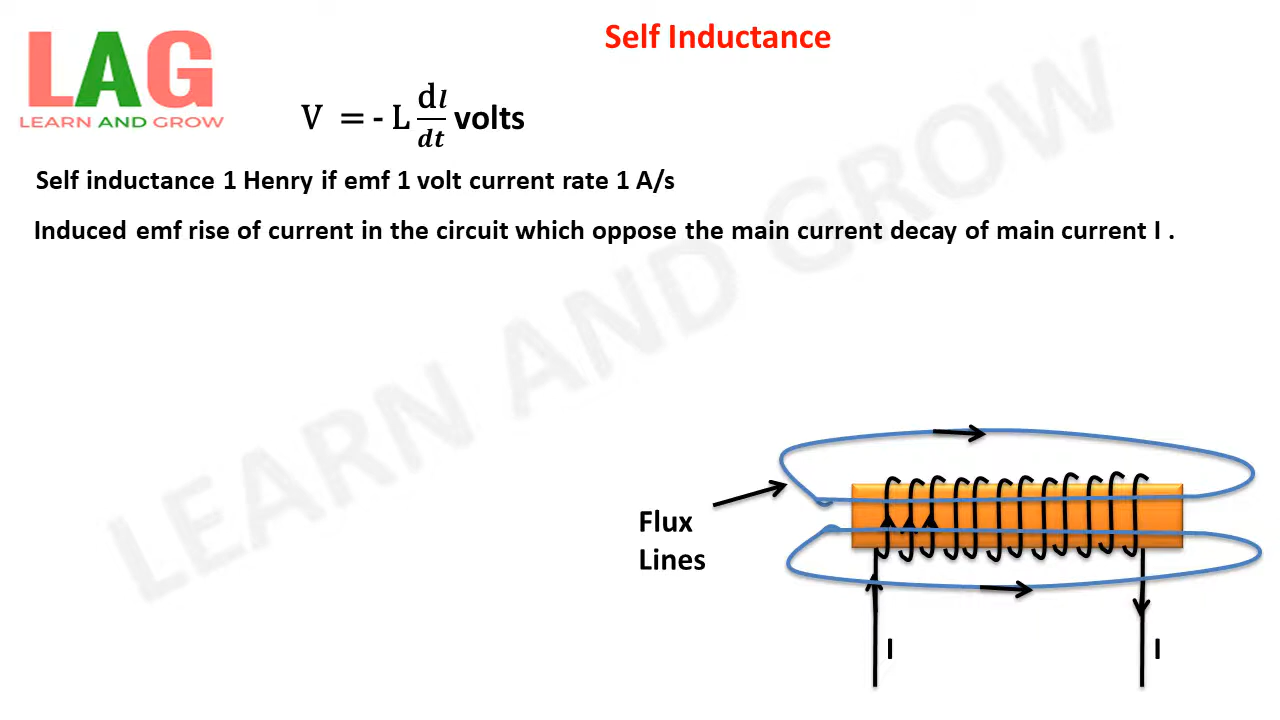 LAG
LEARN AND GROW
Self Inductance
V = - L dI/dt volts
Self inductance 1 Henry if emf 1 volt current rate 1 A/s
Induced emf rise of current in the circuit which oppose the main current decay of main current I .
LEARN AND GROW
Flux
Lines
I
I